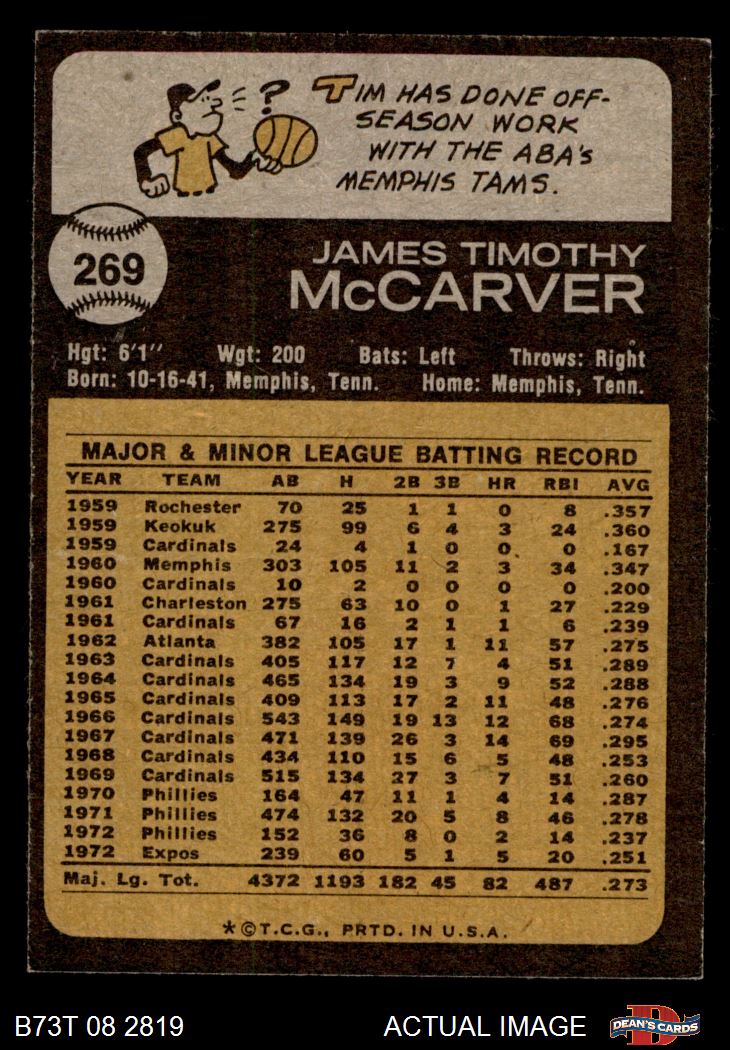 ?
TIM HAS DONE OFF-
SEASON WORK
WITH THE ABA's
MEMPHIS TAMS.
269
JAMES TIMOTHY
McCARVER
Hgt: 6'1" Wgt: 200 Bats: Left Throws: Right
Born: 10-16-41, Memphis, Tenn. Home: Memphis, Tenn.
MAJOR & MINOR LEAGUE BATTING RECORD
YEAR TEAM AB H 2B 3B HR RBI AVG
1959 Rochester 70 25 1 1 0 8 .357
1959 Keokuk 275 99 6 4 3 24 .360
1959 Cardinals 24 4 1 0 0 0 .167
1960 Memphis 303 105 11 2 3 34 .347
1960 Cardinals 10 2 0 0 0 0 .200
1961 Charleston 275 63 10 0 1 27 .229
1961 Cardinals 67 16 2 1 1 6 .239
1962 Atlanta 382 105 17 1 11 57 .275
1963 Cardinals 405 117 12 7 4 51 .289
1964 Cardinals 465 134 19 3 9 52 .288
1965 Cardinals 409 113 17 2 11 48 .276
1966 Cardinals 543 149 19 13 12 68 .274
1967 Cardinals 471 139 26 3 14 69 .295
1968 Cardinals 434 110 15 6 5 48 .253
1969 Cardinals 515 134 27 3 7 51 .260
1970 Phillies 164 47 11 1 4 14 .287
1971 Phillies 474 132 20 5 8 46 .278
1972 Phillies 152 36 8 0 2 14 .237
1972 Expos 239 60 5 1 5 20 .251
Maj. Lg. Tot. 4372 1193 182 45 82 487 .273
*©T.C.G., PRTD. IN U.S.A.
B73T 08 2819 ACTUAL IMAGE DEAN'S CARDS